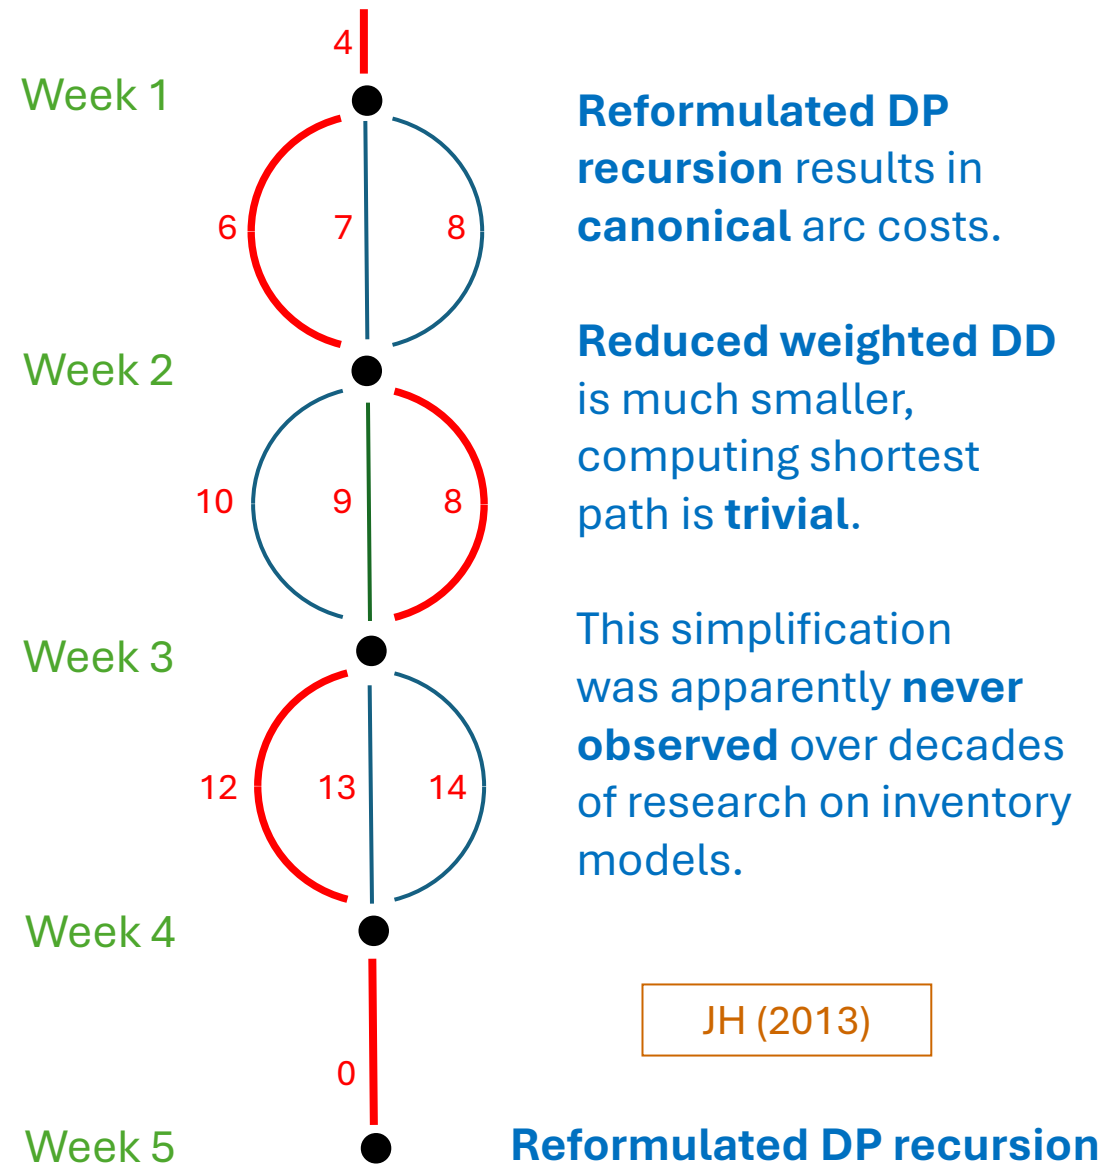 4
Week 1
Reformulated DP
recursion results in
canonical arc costs.
6 7 8
Reduced weighted DD
is much smaller,
computing shortest
path is trivial.
Week 2
10 9 8
This simplification
was apparently never
observed over decades
of research on inventory
models.
Week 3
12 13 14
Week 4
JH (2013)
0
Week 5
Reformulated DP recursion